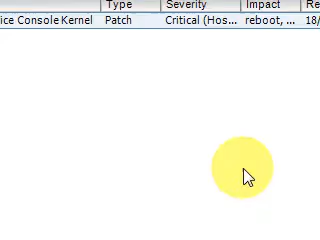 Type Severity Impact Re
ice Console Kernel Patch Critical (Hos... reboot, ... 18/